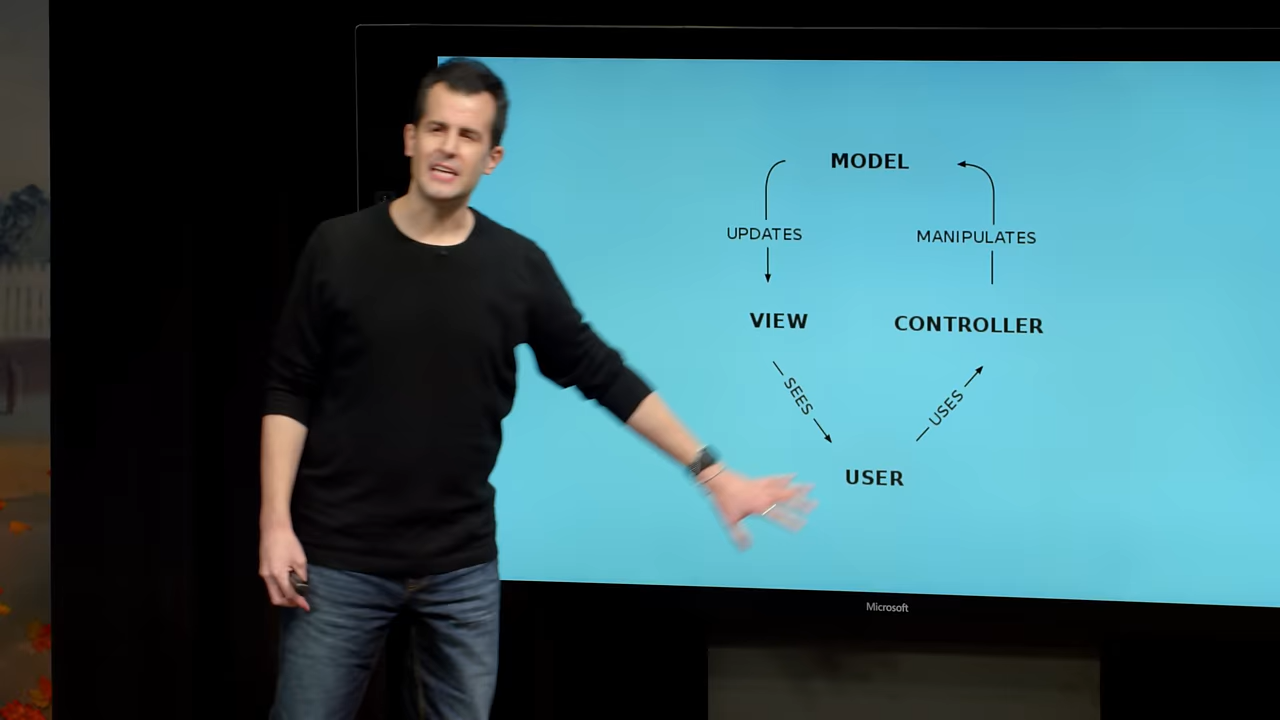 MODEL
UPDATES
MANIPULATES
VIEW
CONTROLLER
SEES
USES
USER
Microsoft